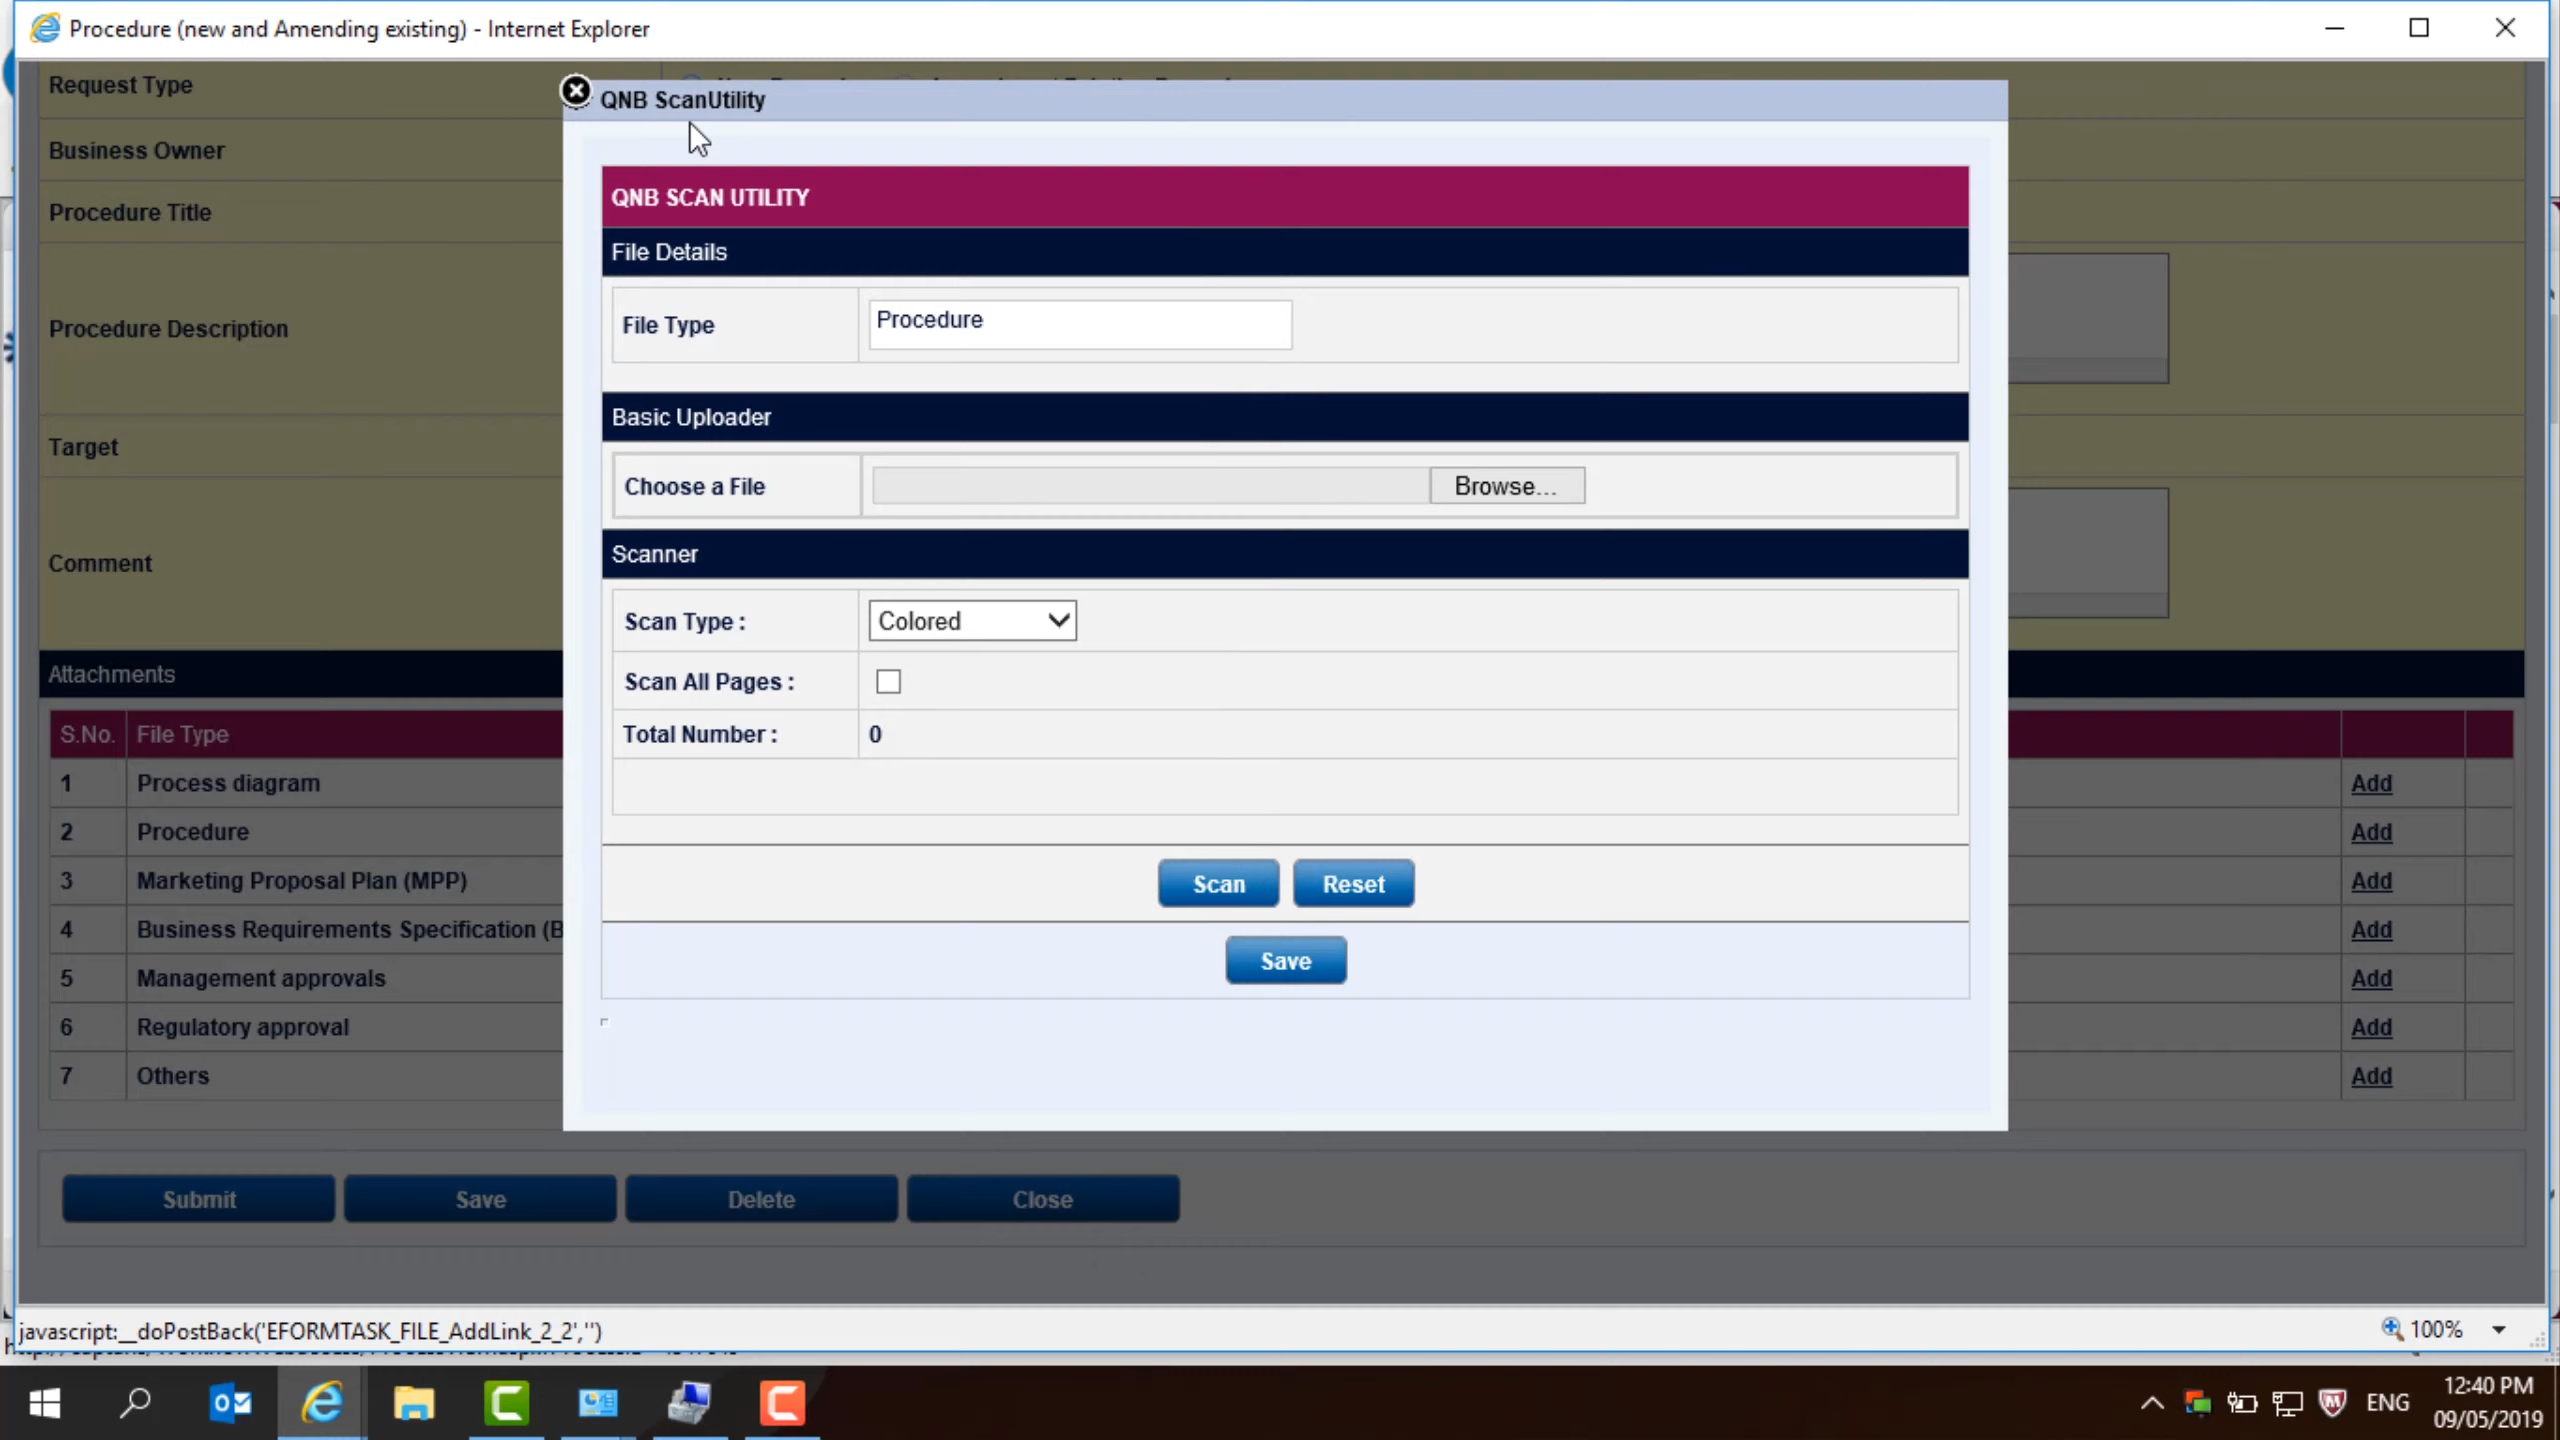 Procedure (new and Amending existing) - Internet Explorer
Request Type
Business Owner
Procedure Title
Procedure Description
Target
Comment
Attachments
S.No. File Type
1 Process diagram Add
2 Procedure Add
3 Marketing Proposal Plan (MPP) Add
4 Business Requirements Specification (B Add
5 Management approvals Add
6 Regulatory approval Add
7 Others Add
Submit Save Delete Close
QNB ScanUtility
QNB SCAN UTILITY
File Details
File Type Procedure
Basic Uploader
Choose a File Browse...
Scanner
Scan Type : Colored
Scan All Pages :
Total Number : 0
Scan Reset
Save
javascript:__doPostBack('EFORMTASK_FILE_AddLink_2_2','')
100%
ENG
12:40 PM
09/05/2019